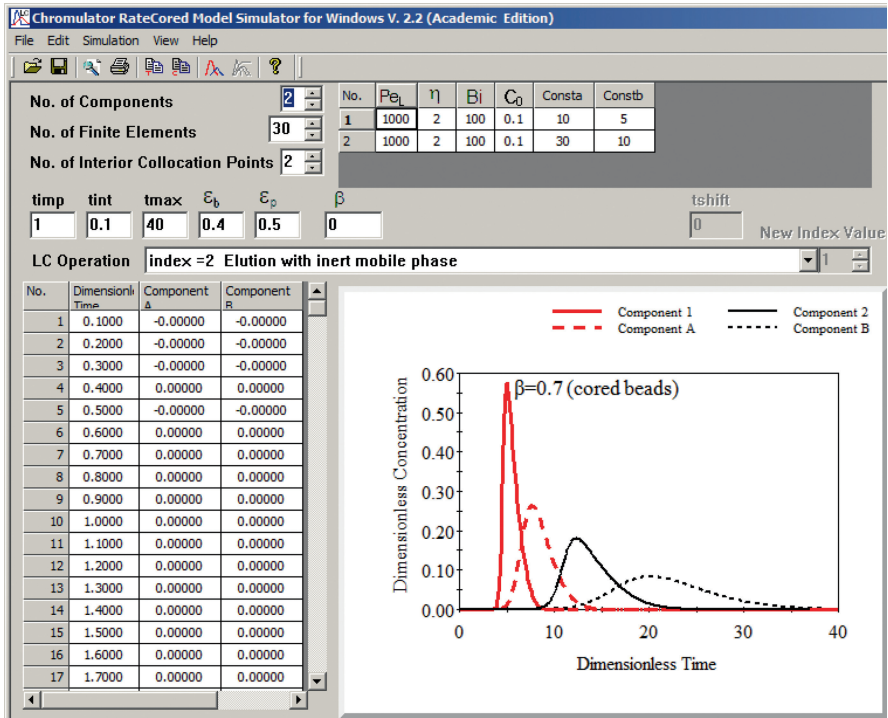 Chromulator RateCored Model Simulator for Windows V. 2.2 (Academic Edition)
File Edit Simulation View Help
No. of Components 2
No. of Finite Elements 30
No. of Interior Collocation Points 2
No. PeL η Bi C0 Consta Constb
1 1000 2 100 0.1 10 5
2 1000 2 100 0.1 30 10
timp tint tmax εb εp β tshift
1 0.1 40 0.4 0.5 0 0 New Index Value
LC Operation index =2 Elution with inert mobile phase 1
No. Dimensionl Component Component
Time A B
1 0.1000 -0.00000 -0.00000
2 0.2000 -0.00000 -0.00000
3 0.3000 -0.00000 -0.00000
4 0.4000 0.00000 0.00000
5 0.5000 -0.00000 -0.00000
6 0.6000 0.00000 0.00000
7 0.7000 0.00000 0.00000
8 0.8000 0.00000 0.00000
9 0.9000 0.00000 0.00000
10 1.0000 0.00000 0.00000
11 1.1000 0.00000 0.00000
12 1.2000 0.00000 0.00000
13 1.3000 0.00000 0.00000
14 1.4000 0.00000 0.00000
15 1.5000 0.00000 0.00000
16 1.6000 0.00000 0.00000
17 1.7000 0.00000 0.00000
Component 1 Component 2
Component A Component B
β=0.7 (cored beads)
Dimensionless Concentration
0.60
0.50
0.40
0.30
0.20
0.10
0.00
0 10 20 30 40
Dimensionless Time